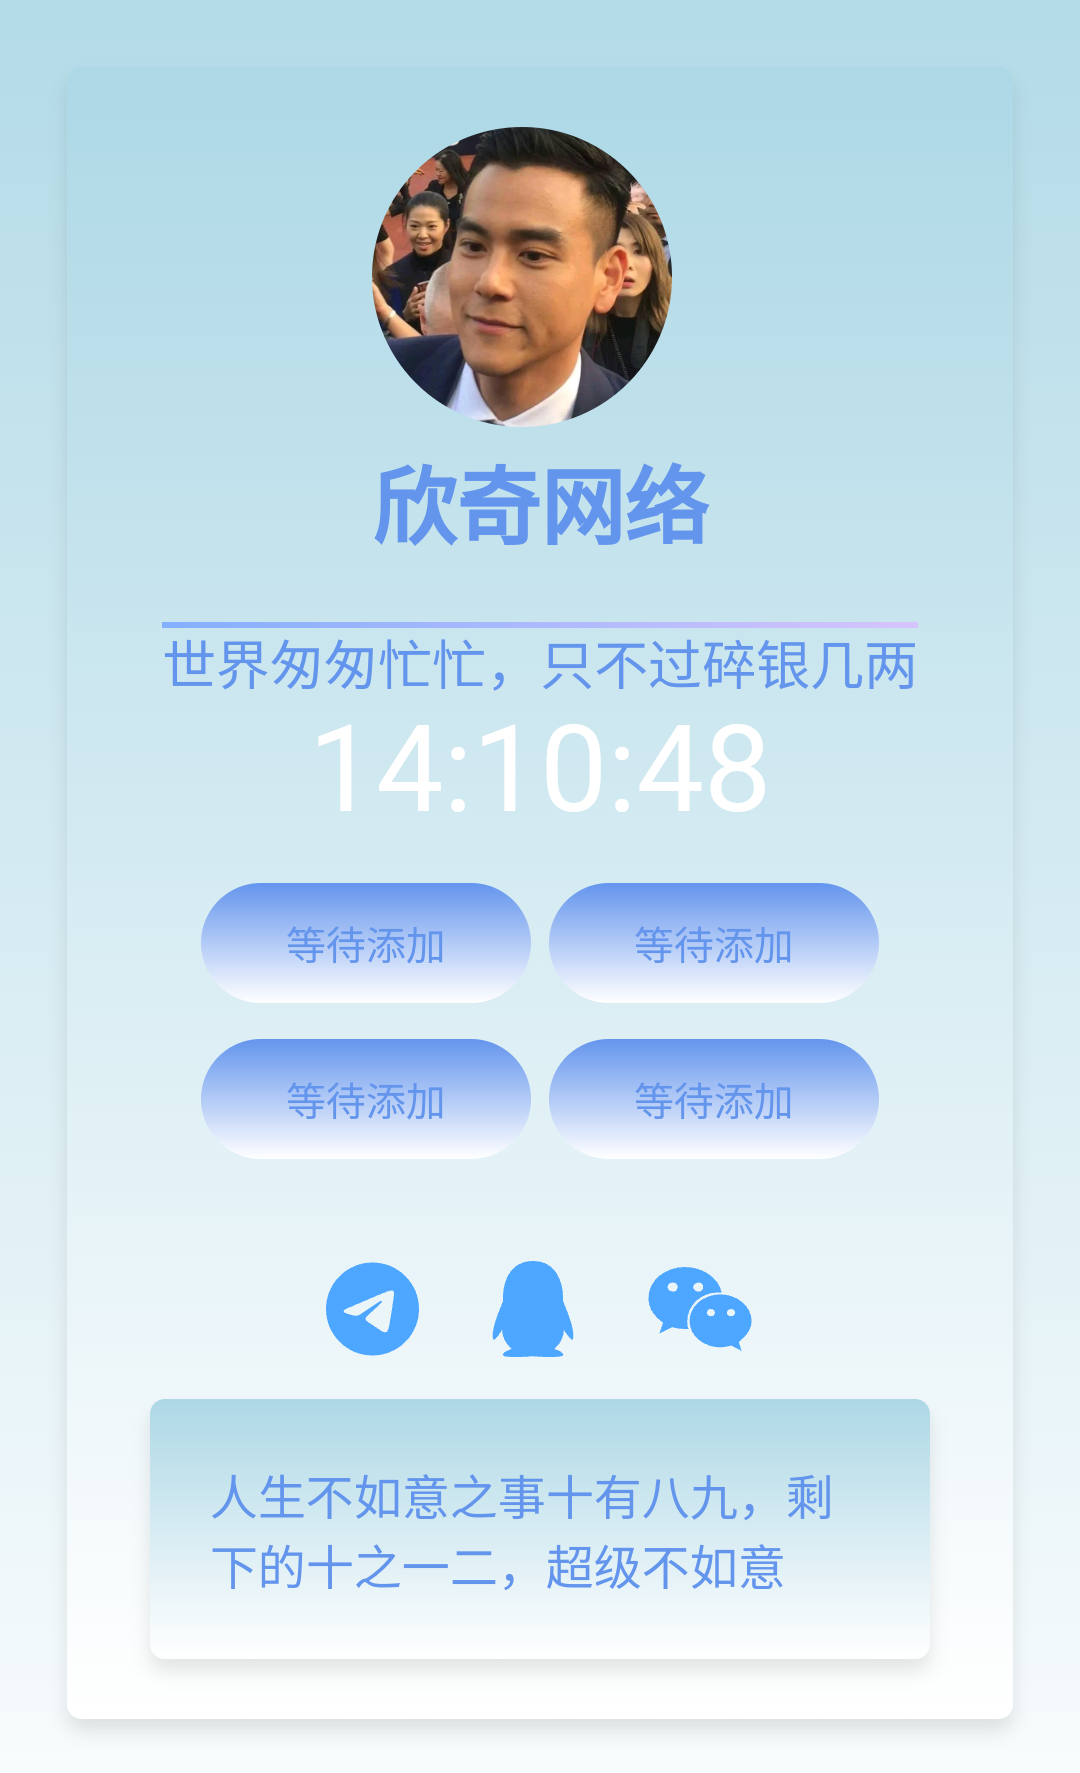 欣奇网络
世界匆匆忙忙，只不过碎银几两
14:10:48
等待添加 等待添加
等待添加 等待添加
人生不如意之事十有八九，剩
下的十之一二，超级不如意